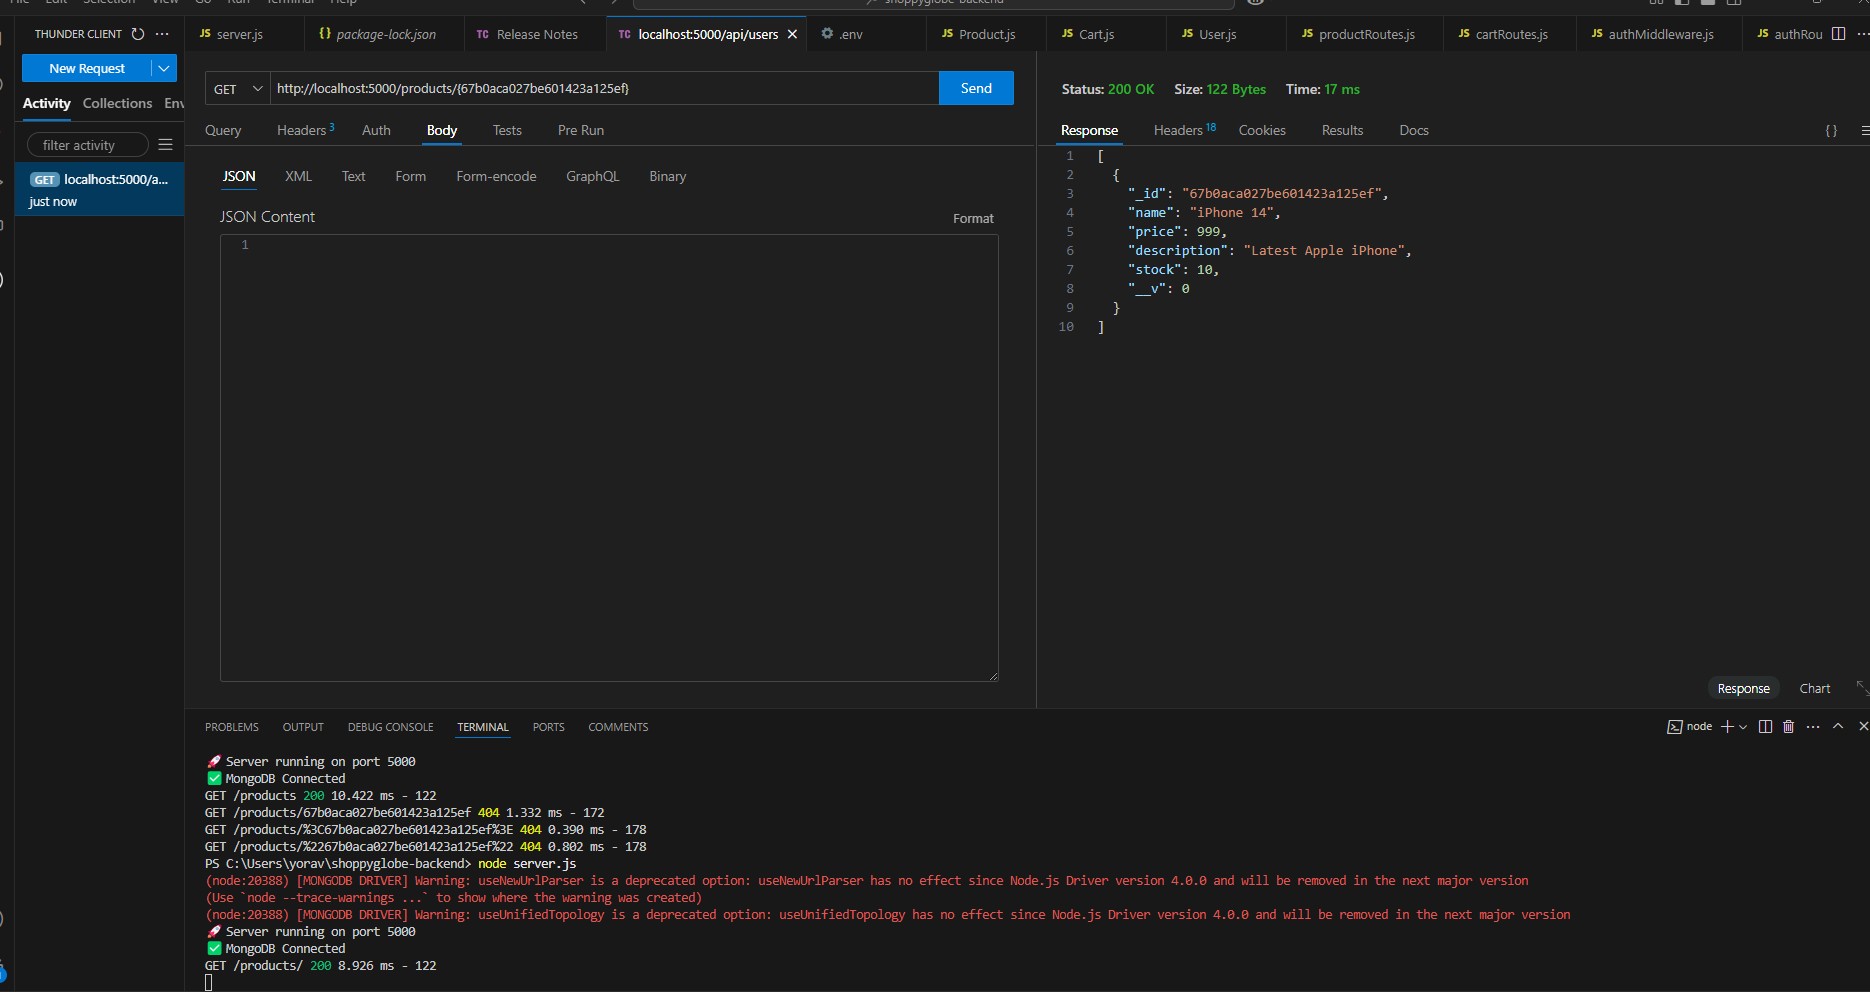 File Edit Selection View Go Run Terminal Help
shoppyglobe-backend
THUNDER CLIENT
JS server.js
{} package-lock.json
TC Release Notes
TC localhost:5000/api/users
.env
JS Product.js
JS Cart.js
JS User.js
JS productRoutes.js
JS cartRoutes.js
JS authMiddleware.js
JS authRou
New Request
Activity Collections Env
filter activity
GET localhost:5000/a...
just now
GET http://localhost:5000/products/{67b0aca027be601423a125ef} Send
Query Headers 3 Auth Body Tests Pre Run
JSON XML Text Form Form-encode GraphQL Binary
JSON Content Format
1
Status: 200 OK Size: 122 Bytes Time: 17 ms
Response Headers 18 Cookies Results Docs {}
1 [
2 {
3 "_id": "67b0aca027be601423a125ef",
4 "name": "iPhone 14",
5 "price": 999,
6 "description": "Latest Apple iPhone",
7 "stock": 10,
8 "__v": 0
9 }
10 ]
Response Chart
PROBLEMS OUTPUT DEBUG CONSOLE TERMINAL PORTS COMMENTS node
🚀 Server running on port 5000
✅ MongoDB Connected
GET /products 200 10.422 ms - 122
GET /products/67b0aca027be601423a125ef 404 1.332 ms - 172
GET /products/%3C67b0aca027be601423a125ef%3E 404 0.390 ms - 178
GET /products/%2267b0aca027be601423a125ef%22 404 0.802 ms - 178
PS C:\Users\yorav\shoppyglobe-backend> node server.js
(node:20388) [MONGODB DRIVER] Warning: useNewUrlParser is a deprecated option: useNewUrlParser has no effect since Node.js Driver version 4.0.0 and will be removed in the next major version
(Use `node --trace-warnings ...` to show where the warning was created)
(node:20388) [MONGODB DRIVER] Warning: useUnifiedTopology is a deprecated option: useUnifiedTopology has no effect since Node.js Driver version 4.0.0 and will be removed in the next major version
🚀 Server running on port 5000
✅ MongoDB Connected
GET /products/ 200 8.926 ms - 122